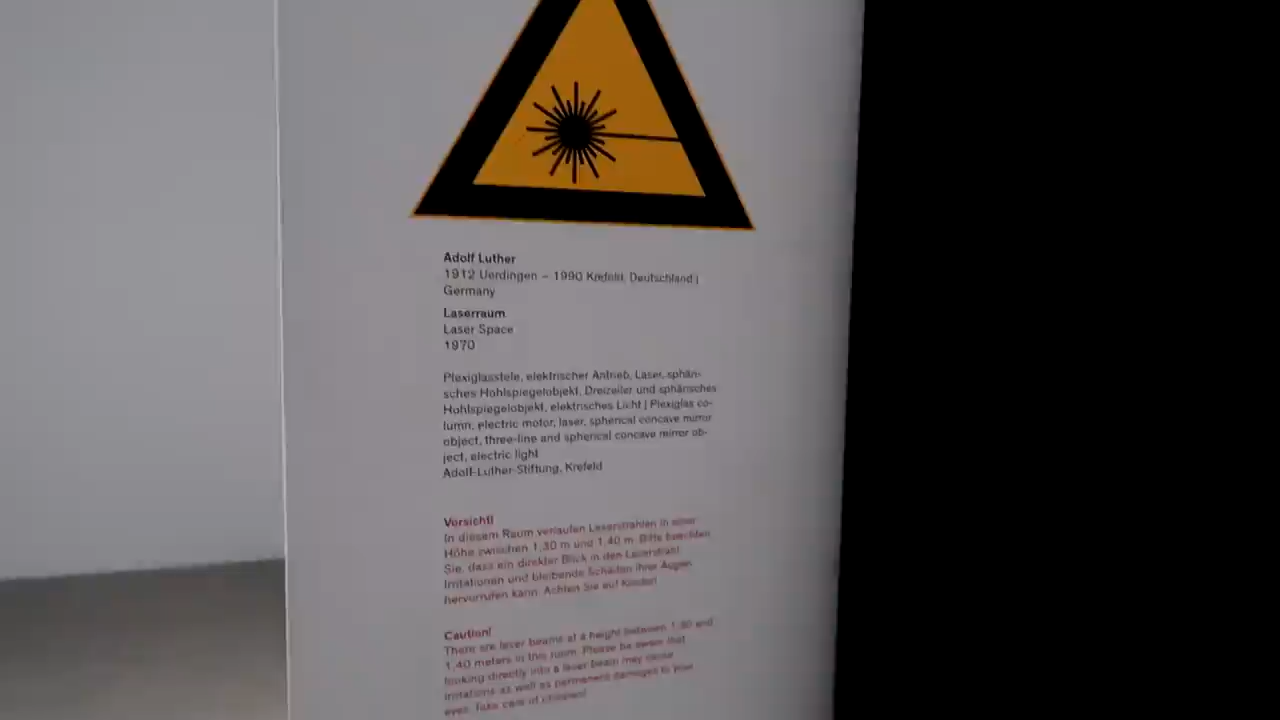 Adolf Luther
1912 Uerdingen – 1990 Krefeld, Deutschland |
Germany
Laserraum
Laser Space
1970
Plexiglasstele, elektrischer Antrieb, Laser, sphäri-
sches Hohlspiegelobjekt, Dreizeiler und sphärisches
Hohlspiegelobjekt, elektrisches Licht | Plexiglas co-
lumn, electric motor, laser, spherical concave mirror
object, three-line and spherical concave mirror ob-
ject, electric light
Adolf-Luther-Stiftung, Krefeld
Vorsicht!
In diesem Raum verlaufen Laserstrahlen in einer
Höhe zwischen 1,30 m und 1,40 m. Bitte beachten
Sie, dass ein direkter Blick in den Laserstrahl
Irritationen und bleibende Schäden Ihrer Augen
hervorrufen kann. Achten Sie auf Kinder!
Caution!
There are laser beams at a height between 1,30 and
1,40 meters in this room. Please be aware that
looking directly into a laser beam may cause
irritations as well as permanent damages to your
eyes. Take care of children!